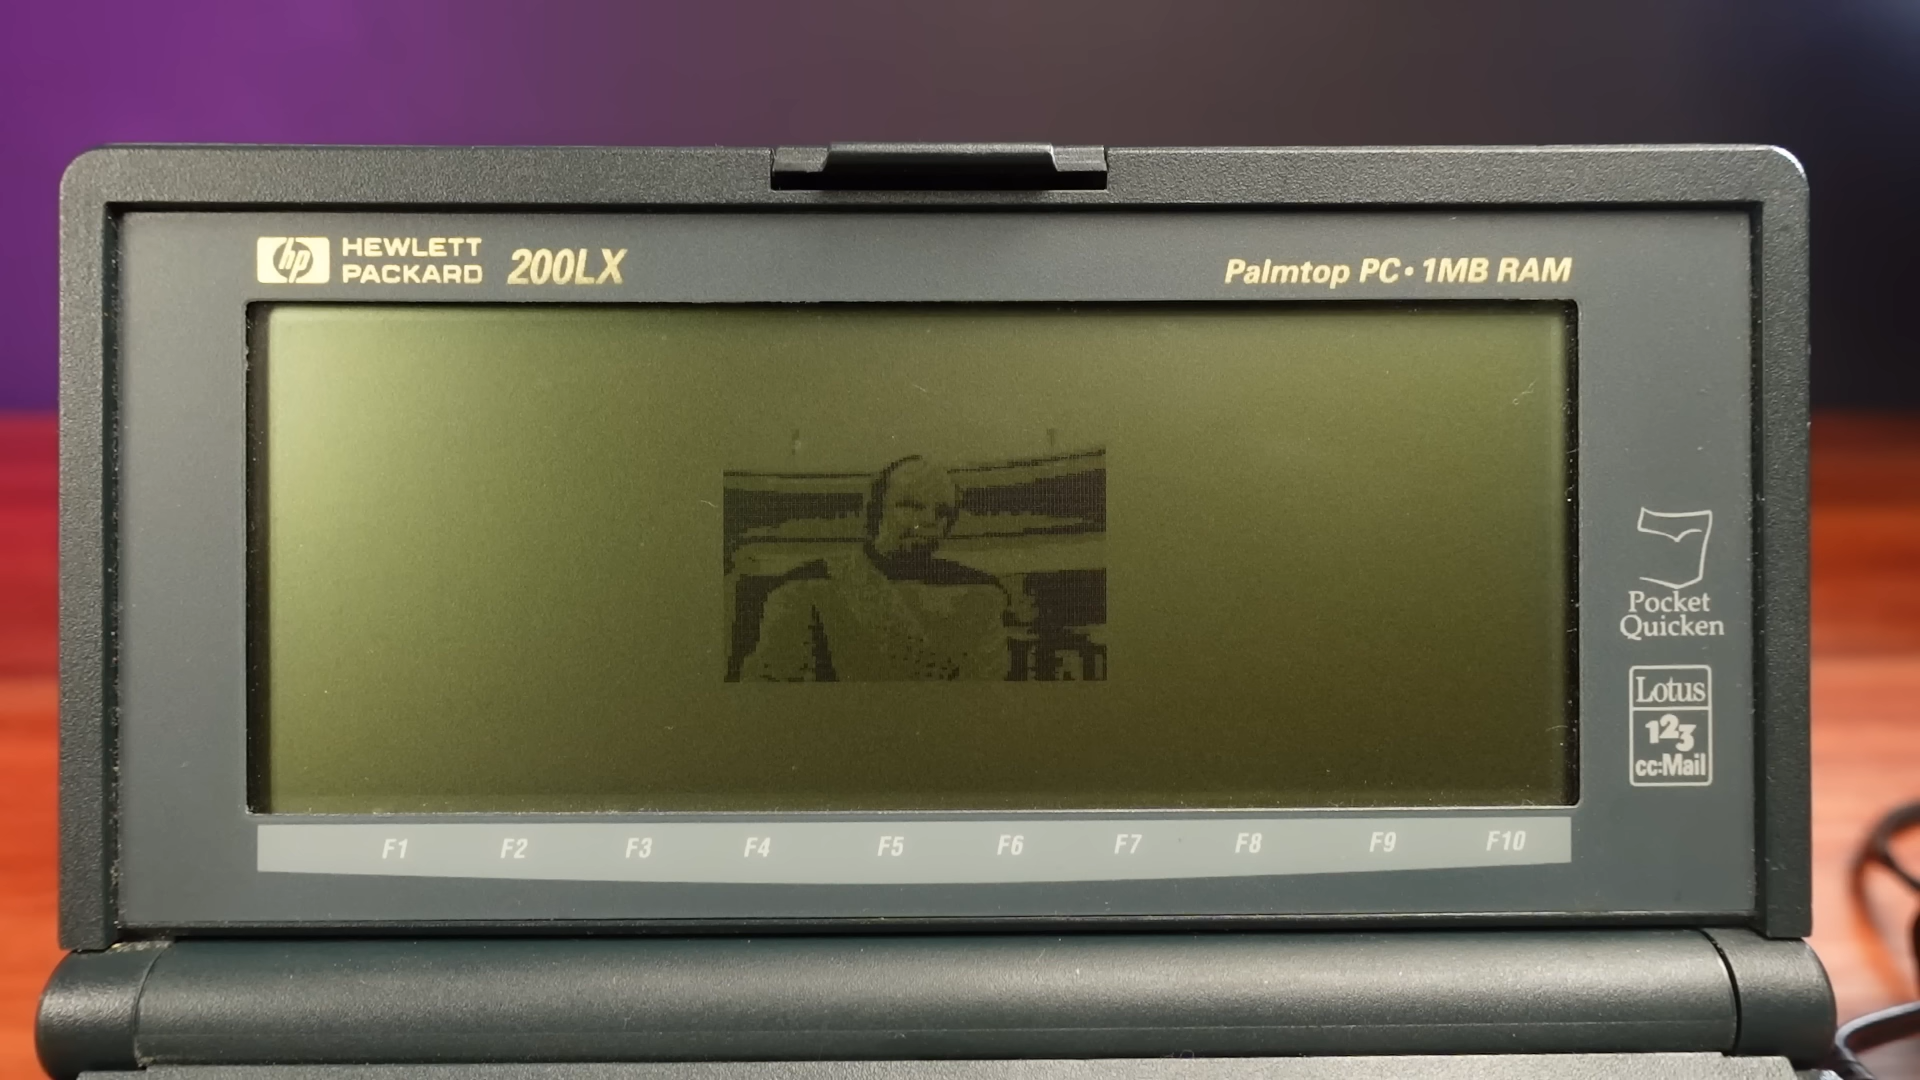 hp HEWLETT PACKARD 200LX
Palmtop PC • 1MB RAM
Pocket
Quicken
Lotus
123
cc:Mail
F1 F2 F3 F4 F5 F6 F7 F8 F9 F10